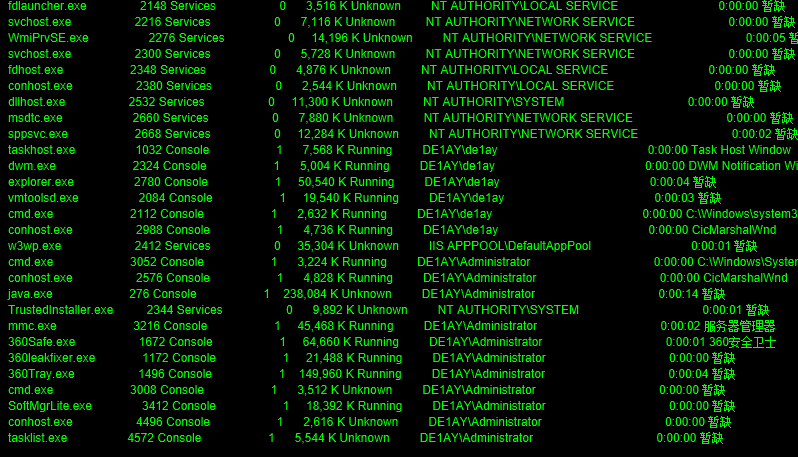 fdlauncher.exe 2148 Services 0 3,516 K Unknown NT AUTHORITY\LOCAL SERVICE 0:00:00 暂缺
svchost.exe 2216 Services 0 7,116 K Unknown NT AUTHORITY\NETWORK SERVICE 0:00:00 暂缺
WmiPrvSE.exe 2276 Services 0 14,196 K Unknown NT AUTHORITY\NETWORK SERVICE 0:00:05 暂
svchost.exe 2300 Services 0 5,728 K Unknown NT AUTHORITY\NETWORK SERVICE 0:00:00 暂缺
fdhost.exe 2348 Services 0 4,876 K Unknown NT AUTHORITY\LOCAL SERVICE 0:00:00 暂缺
conhost.exe 2380 Services 0 2,544 K Unknown NT AUTHORITY\LOCAL SERVICE 0:00:00 暂缺
dllhost.exe 2532 Services 0 11,300 K Unknown NT AUTHORITY\SYSTEM 0:00:00 暂缺
msdtc.exe 2660 Services 0 7,880 K Unknown NT AUTHORITY\NETWORK SERVICE 0:00:00 暂缺
sppsvc.exe 2668 Services 0 12,284 K Unknown NT AUTHORITY\NETWORK SERVICE 0:00:02 暂缺
taskhost.exe 1032 Console 1 7,568 K Running DE1AY\de1ay 0:00:00 Task Host Window
dwm.exe 2324 Console 1 5,004 K Running DE1AY\de1ay 0:00:00 DWM Notification Wi
explorer.exe 2780 Console 1 50,540 K Running DE1AY\de1ay 0:00:04 暂缺
vmtoolsd.exe 2084 Console 1 19,540 K Running DE1AY\de1ay 0:00:03 暂缺
cmd.exe 2112 Console 1 2,632 K Running DE1AY\de1ay 0:00:00 C:\Windows\system3
conhost.exe 2988 Console 1 4,736 K Running DE1AY\de1ay 0:00:00 CicMarshalWnd
w3wp.exe 2412 Services 0 35,304 K Unknown IIS APPPOOL\DefaultAppPool 0:00:01 暂缺
cmd.exe 3052 Console 1 3,224 K Running DE1AY\Administrator 0:00:00 C:\Windows\System
conhost.exe 2576 Console 1 4,828 K Running DE1AY\Administrator 0:00:00 CicMarshalWnd
java.exe 276 Console 1 238,084 K Unknown DE1AY\Administrator 0:00:14 暂缺
TrustedInstaller.exe 2344 Services 0 9,892 K Unknown NT AUTHORITY\SYSTEM 0:00:01 暂缺
mmc.exe 3216 Console 1 45,468 K Running DE1AY\Administrator 0:00:02 服务器管理器
360Safe.exe 1672 Console 1 64,660 K Running DE1AY\Administrator 0:00:01 360安全卫士
360leakfixer.exe 1172 Console 1 21,488 K Running DE1AY\Administrator 0:00:00 暂缺
360Tray.exe 1496 Console 1 149,960 K Running DE1AY\Administrator 0:00:04 暂缺
cmd.exe 3008 Console 1 3,512 K Unknown DE1AY\Administrator 0:00:00 暂缺
SoftMgrLite.exe 3412 Console 1 18,392 K Running DE1AY\Administrator 0:00:00 暂缺
conhost.exe 4496 Console 1 2,616 K Unknown DE1AY\Administrator 0:00:00 暂缺
tasklist.exe 4572 Console 1 5,544 K Unknown DE1AY\Administrator 0:00:00 暂缺